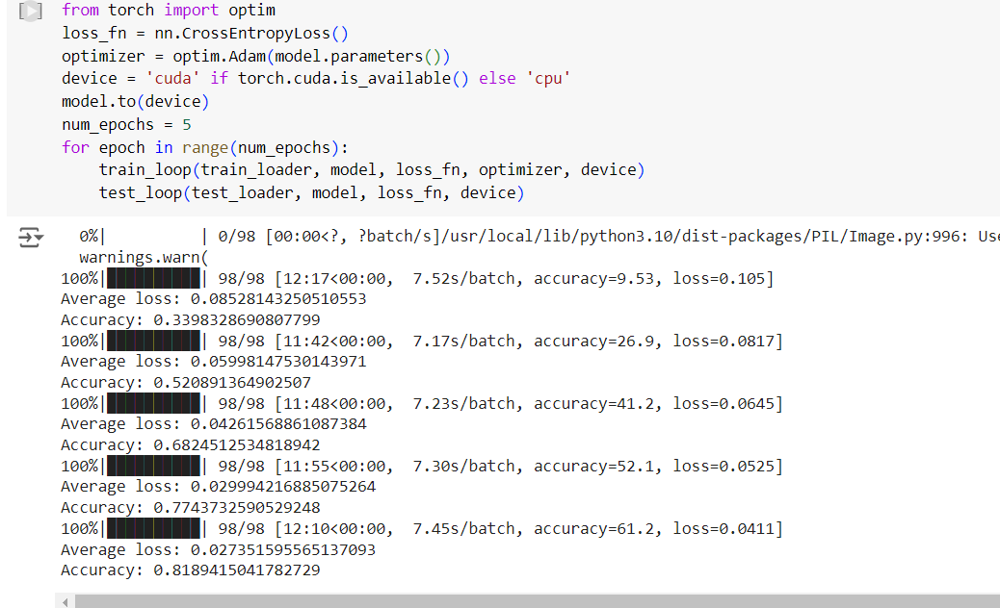 from torch import optim
loss_fn = nn.CrossEntropyLoss()
optimizer = optim.Adam(model.parameters())
device = 'cuda' if torch.cuda.is_available() else 'cpu'
model.to(device)
num_epochs = 5
for epoch in range(num_epochs):
    train_loop(train_loader, model, loss_fn, optimizer, device)
    test_loop(test_loader, model, loss_fn, device)
0%|          | 0/98 [00:00<?, ?batch/s]/usr/local/lib/python3.10/dist-packages/PIL/Image.py:996: Use
warnings.warn(
100%|██████████| 98/98 [12:17<00:00,  7.52s/batch, accuracy=9.53, loss=0.105]
Average loss: 0.08528143250510553
Accuracy: 0.3398328690807799
100%|██████████| 98/98 [11:42<00:00,  7.17s/batch, accuracy=26.9, loss=0.0817]
Average loss: 0.05998147530143971
Accuracy: 0.520891364902507
100%|██████████| 98/98 [11:48<00:00,  7.23s/batch, accuracy=41.2, loss=0.0645]
Average loss: 0.04261568861087384
Accuracy: 0.6824512534818942
100%|██████████| 98/98 [11:55<00:00,  7.30s/batch, accuracy=52.1, loss=0.0525]
Average loss: 0.029994216885075264
Accuracy: 0.7743732590529248
100%|██████████| 98/98 [12:10<00:00,  7.45s/batch, accuracy=61.2, loss=0.0411]
Average loss: 0.027351595565137093
Accuracy: 0.8189415041782729